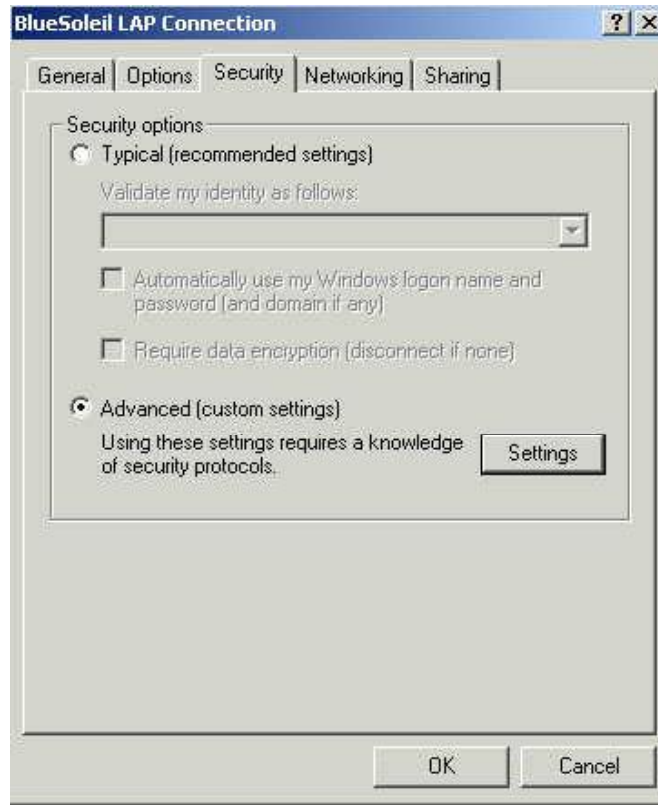 BlueSoleil LAP Connection
General Options Security Networking Sharing
Security options
Typical (recommended settings)
Validate my identity as follows:
Automatically use my Windows logon name and
password (and domain if any)
Require data encryption (disconnect if none)
Advanced (custom settings)
Using these settings requires a knowledge
of security protocols.
Settings
OK Cancel